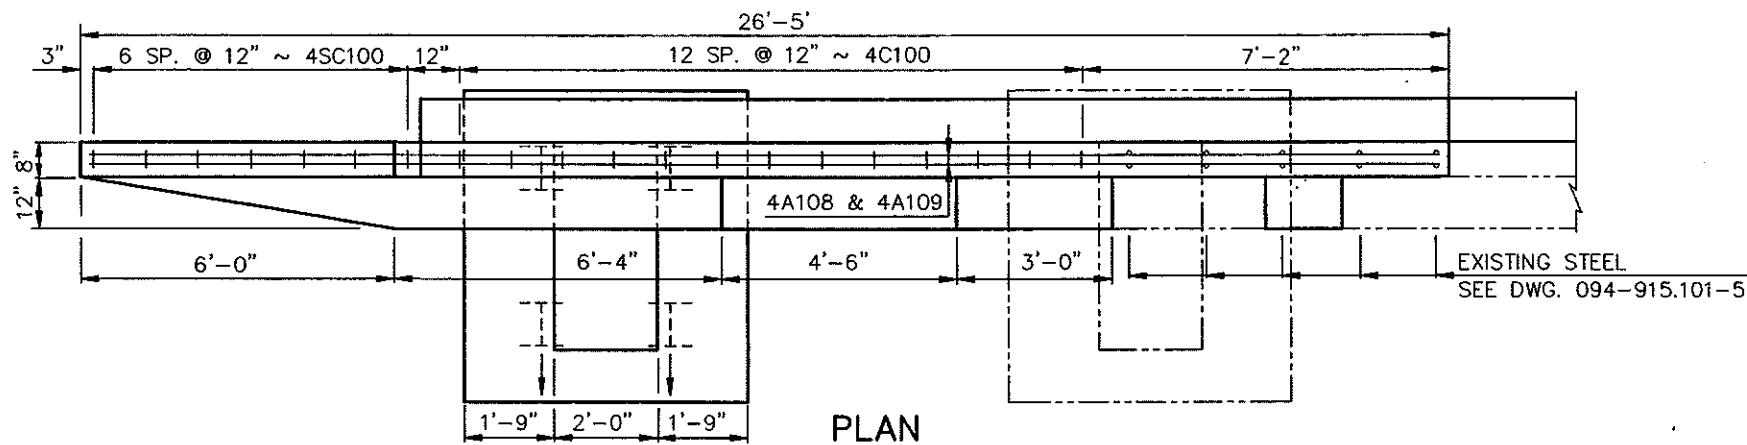 26'-5'
3" 6 SP. @ 12" ~ 4SC100 12" 12 SP. @ 12" ~ 4C100 7'-2"
8"
12"
4A108 & 4A109
6'-0" 6'-4" 4'-6" 3'-0" EXISTING STEEL
SEE DWG. 094-915.101-5
1'-9" 2'-0" 1'-9"
PLAN